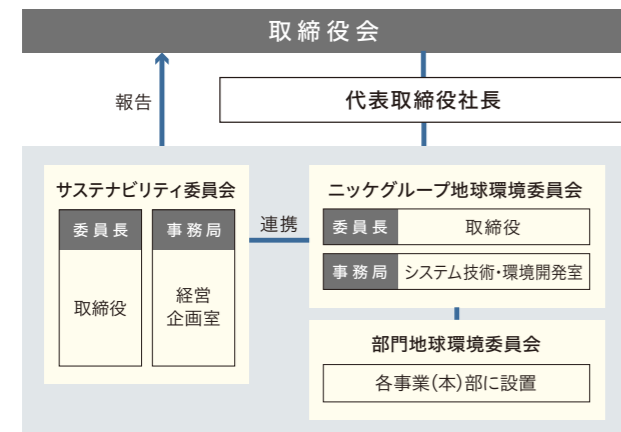 取締役会
報告
代表取締役社長
サステナビリティ委員会
委員長
取締役
事務局
経営
企画室
連携
ニッケグループ地球環境委員会
委員長
取締役
事務局
システム技術・環境開発室
部門地球環境委員会
各事業(本)部に設置